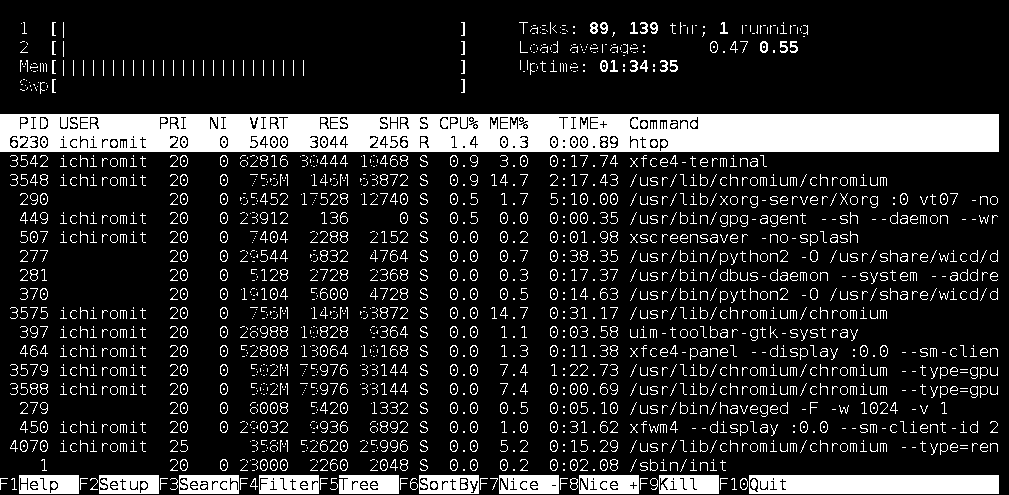 1 [|                                        ] Tasks: 89, 139 thr; 1 running
2 [|                                        ] Load average: 0.47 0.55
Mem[|||||||||||||||||||||||||               ] Uptime: 01:34:35
Swp[                                        ]
PID USER PRI NI VIRT RES SHR S CPU% MEM% TIME+ Command
6230 ichiromit 20 0 5400 3044 2456 R 1.4 0.3 0:00.89 htop
3542 ichiromit 20 0 82816 30444 10468 S 0.9 3.0 0:17.74 xfce4-terminal
3548 ichiromit 20 0 756M 146M 63872 S 0.9 14.7 2:17.43 /usr/lib/chromium/chromium
290 20 0 65452 17528 12740 S 0.5 1.7 5:10.00 /usr/lib/xorg-server/Xorg :0 vt07 -no
449 ichiromit 20 0 23912 136 0 S 0.5 0.0 0:00.35 /usr/bin/gpg-agent --sh --daemon --wr
507 ichiromit 20 0 7404 2288 2152 S 0.0 0.2 0:01.98 xscreensaver -no-splash
277 20 0 29544 6832 4764 S 0.0 0.7 0:38.35 /usr/bin/python2 -O /usr/share/wicd/d
281 20 0 5128 2728 2368 S 0.0 0.3 0:17.37 /usr/bin/dbus-daemon --system --addre
370 20 0 19104 5600 4728 S 0.0 0.5 0:14.63 /usr/bin/python2 -O /usr/share/wicd/d
3575 ichiromit 20 0 756M 146M 63872 S 0.0 14.7 0:31.17 /usr/lib/chromium/chromium
397 ichiromit 20 0 26988 10828 9364 S 0.0 1.1 0:03.58 uim-toolbar-gtk-systray
464 ichiromit 20 0 52808 13064 10168 S 0.0 1.3 0:11.38 xfce4-panel --display :0.0 --sm-clien
3579 ichiromit 20 0 502M 75976 33144 S 0.0 7.4 1:22.73 /usr/lib/chromium/chromium --type=gpu
3588 ichiromit 20 0 502M 75976 33144 S 0.0 7.4 0:00.69 /usr/lib/chromium/chromium --type=gpu
279 20 0 8008 5420 1332 S 0.0 0.5 0:05.10 /usr/bin/haveged -F -w 1024 -v 1
450 ichiromit 20 0 29032 9936 8892 S 0.0 1.0 0:31.62 xfwm4 --display :0.0 --sm-client-id 2
4070 ichiromit 25 358M 52620 25996 S 0.0 5.2 0:15.29 /usr/lib/chromium/chromium --type=ren
1 20 0 23000 2260 2048 S 0.0 0.2 0:02.08 /sbin/init
F1Help F2Setup F3SearchF4FilterF5Tree F6SortByF7Nice -F8Nice +F9Kill F10Quit